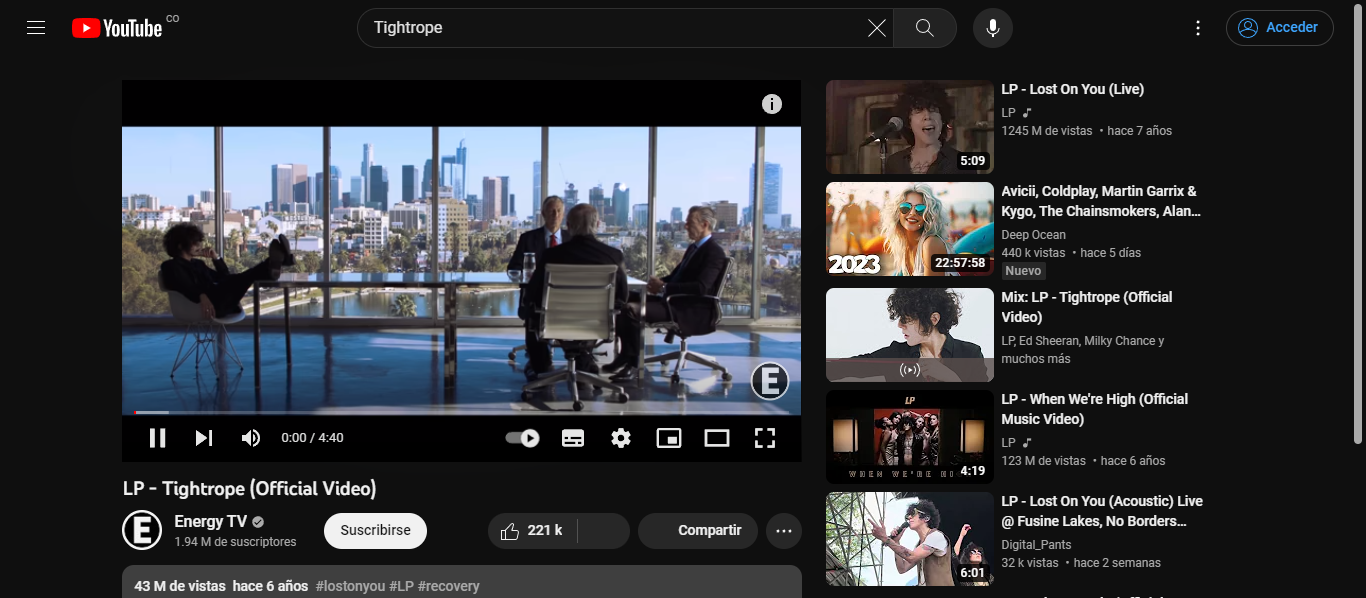 YouTube CO
Tightrope
Acceder
i
E
0:00 / 4:40
LP - Tightrope (Official Video)
E
Energy TV
1.94 M de suscriptores
Suscribirse
221 k
Compartir
43 M de vistas hace 6 años #lostonyou #LP #recovery
5:09
LP - Lost On You (Live)
LP
1245 M de vistas • hace 7 años
2023
22:57:58
Avicii, Coldplay, Martin Garrix &
Kygo, The Chainsmokers, Alan...
Deep Ocean
440 k vistas • hace 5 días
Nuevo
Mix: LP - Tightrope (Official
Video)
LP, Ed Sheeran, Milky Chance y
muchos más
LP
WHEN WE'RE HI
4:19
LP - When We're High (Official
Music Video)
LP
123 M de vistas • hace 6 años
6:01
LP - Lost On You (Acoustic) Live
@ Fusine Lakes, No Borders...
Digital_Pants
32 k vistas • hace 2 semanas